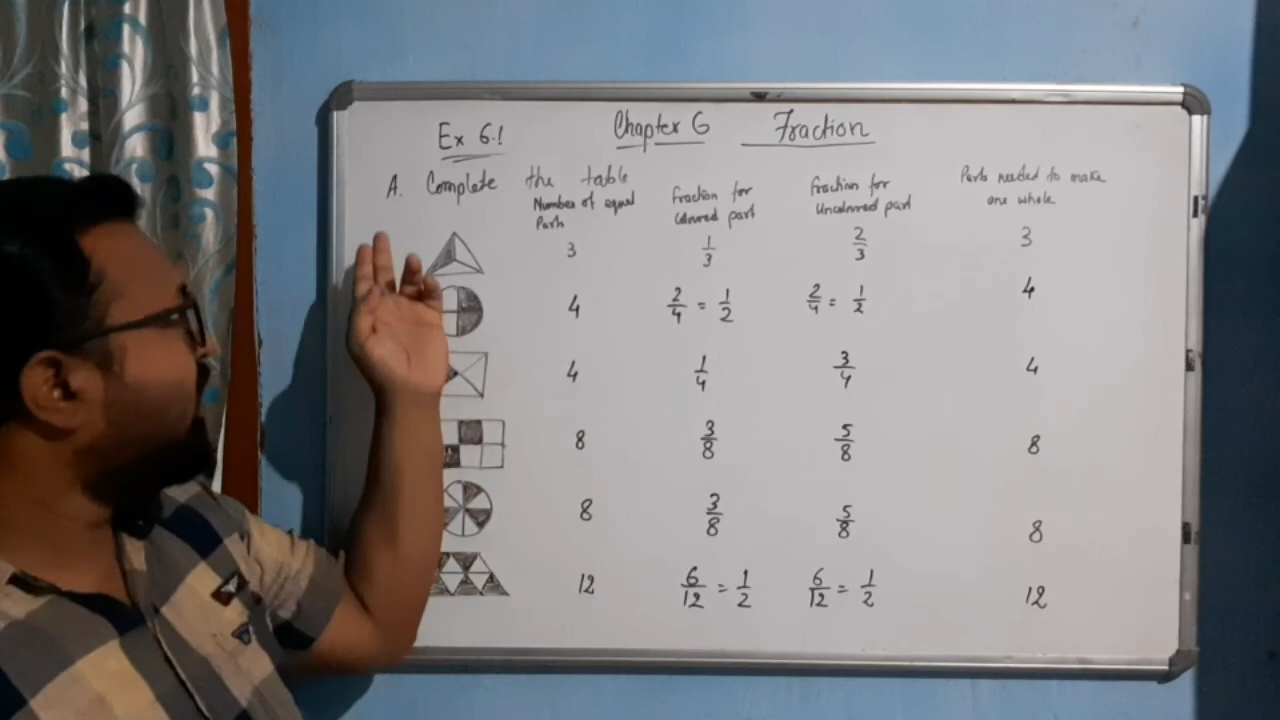 Ex 6.1 Chapter 6 Fraction
A. Complete the table
Number of equal Parts
Fraction for Coloured part
Fraction for Uncoloured part
Parts needed to make one whole
3 1/3 2/3 3
4 2/4 = 1/2 2/4 = 1/2 4
4 1/4 3/4 4
8 3/8 5/8 8
8 3/8 5/8 8
12 6/12 = 1/2 6/12 = 1/2 12